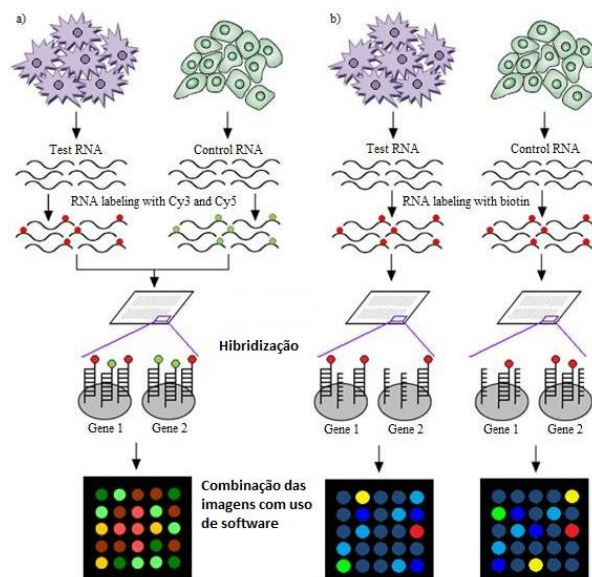 a)
Test RNA
Control RNA
RNA labeling with Cy3 and Cy5
Gene 1
Gene 2
b)
Test RNA
Control RNA
RNA labeling with biotin
Hibridização
Gene 1
Gene 2
Gene 1
Gene 2
Combinação das
imagens com uso
de software